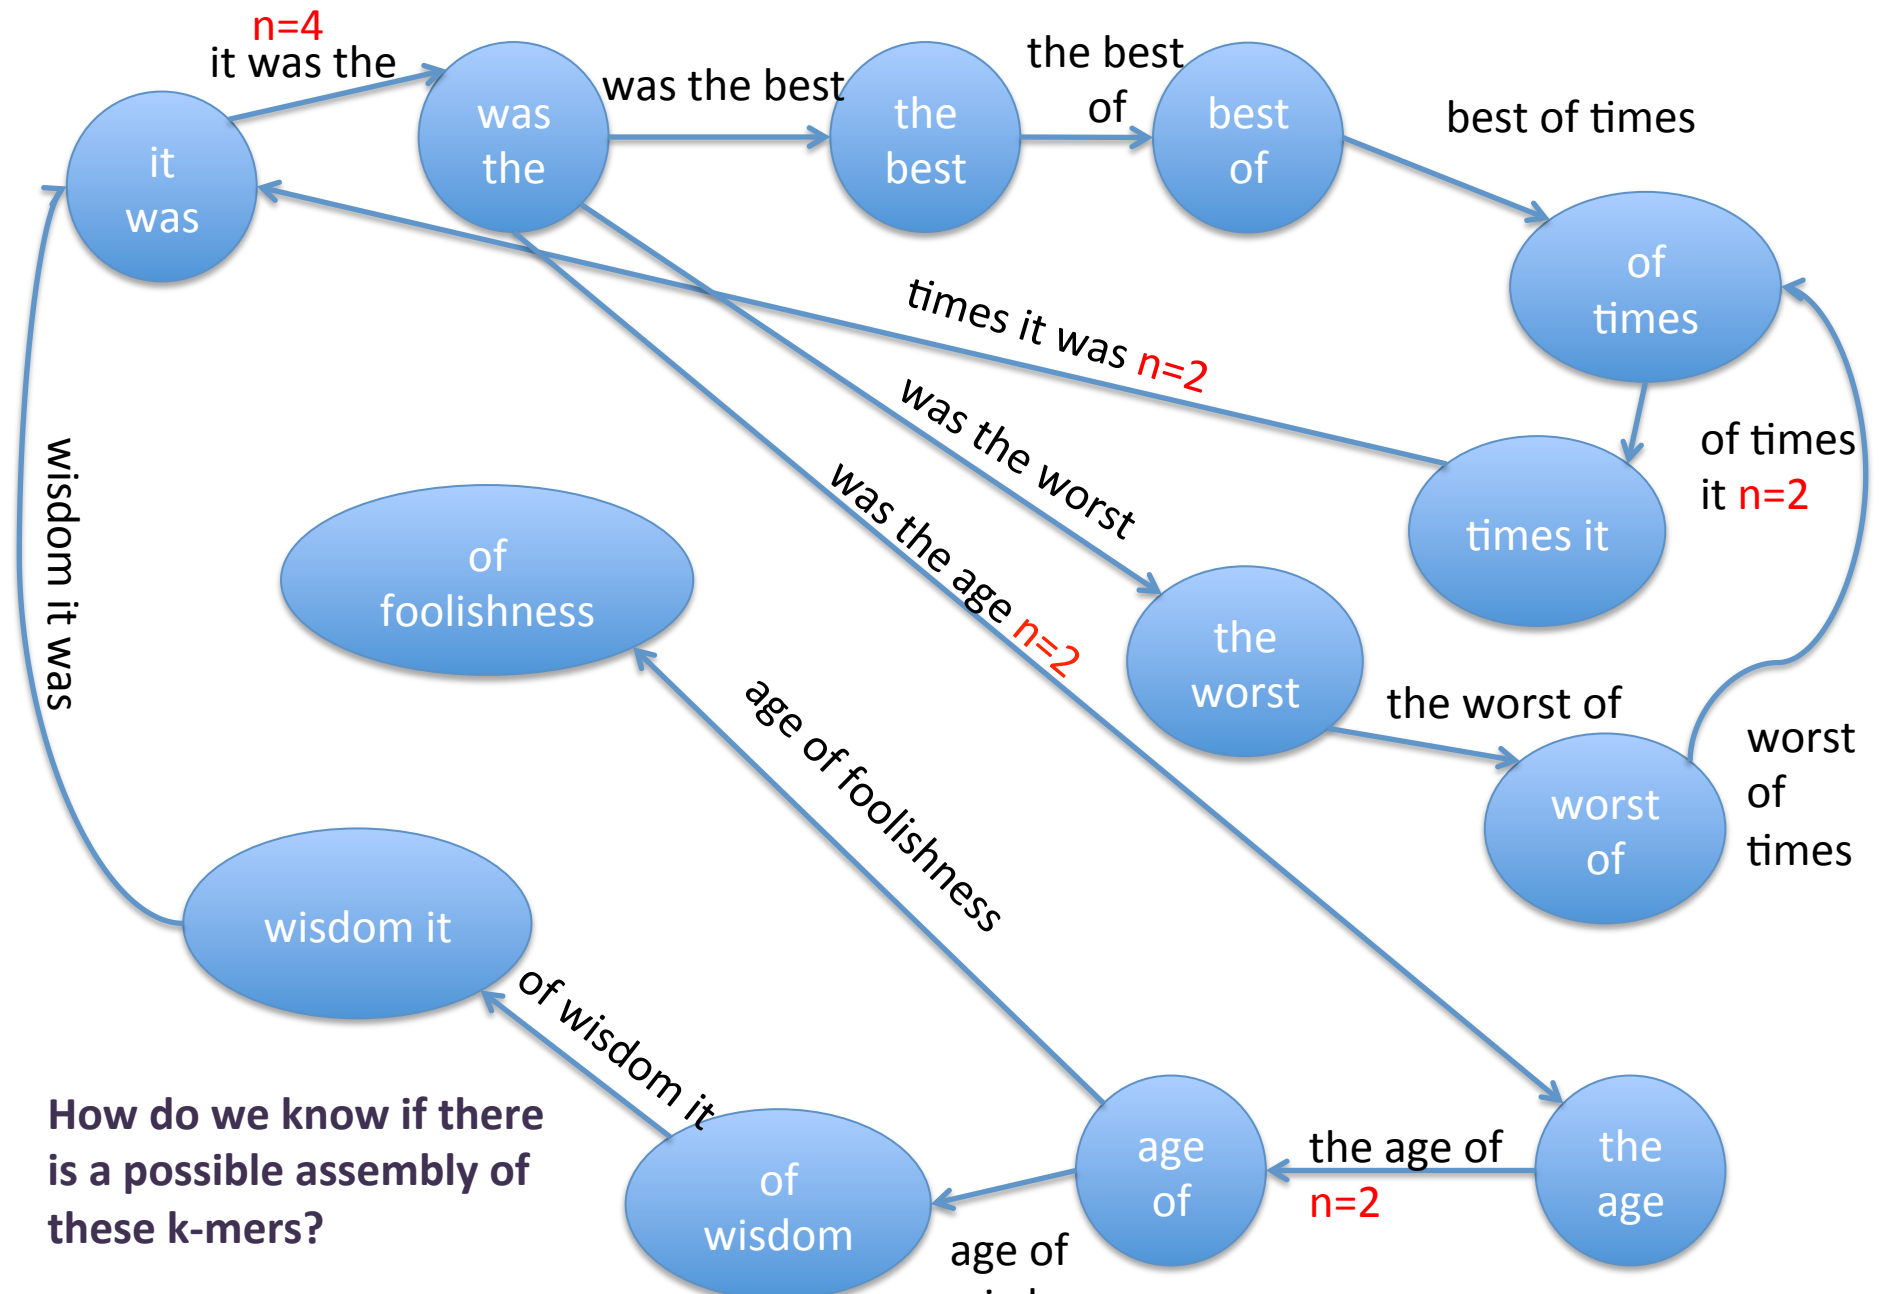 n=4
it was the
was the best
the best
of
best of times
it
was
was
the
the
best
best
of
of
times
times it was n=2
was the worst
was the age n=2
of times
it n=2
times it
wisdom it was
of
foolishness
the
worst
the worst of
worst
of
worst
of
times
age of foolishness
wisdom it
of wisdom it
How do we know if there
is a possible assembly of
these k-mers?
of
wisdom
age of
age
of
the age of
n=2
the
age